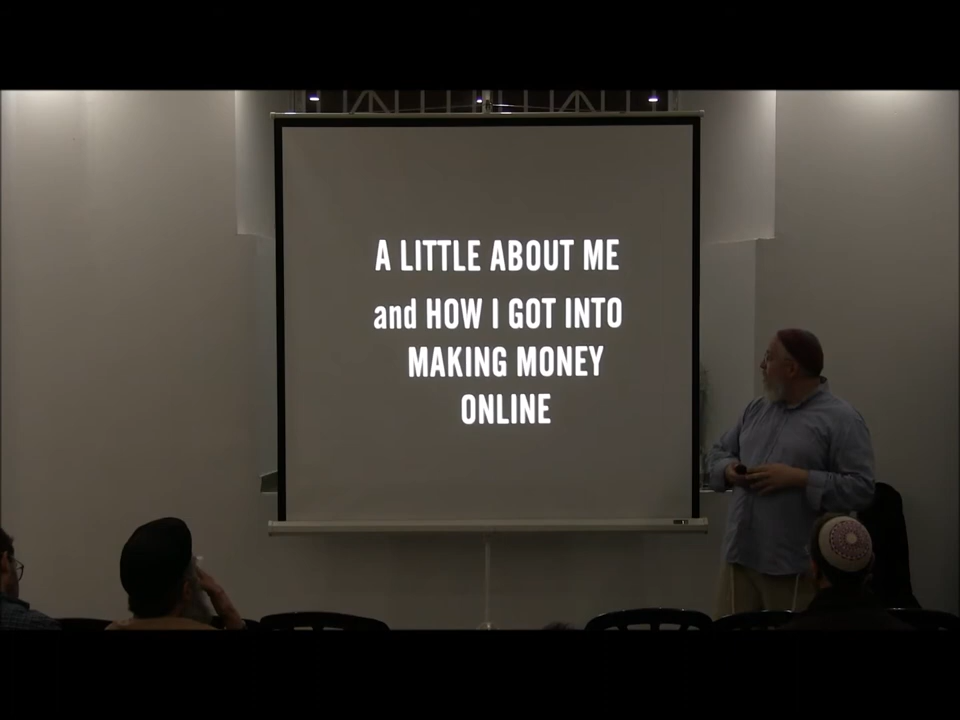 A LITTLE ABOUT ME
and HOW I GOT INTO
MAKING MONEY
ONLINE